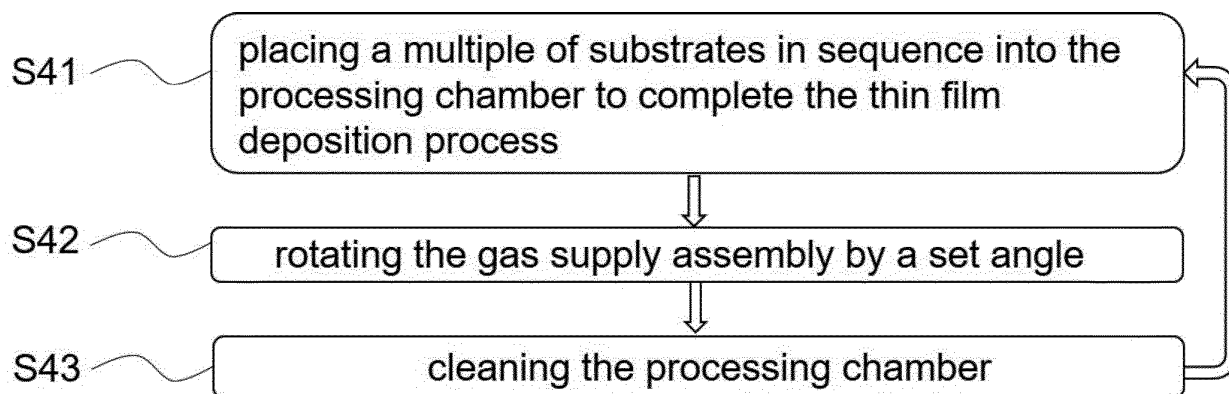 S41
placing a multiple of substrates in sequence into the
processing chamber to complete the thin film
deposition process
S42
rotating the gas supply assembly by a set angle
S43
cleaning the processing chamber